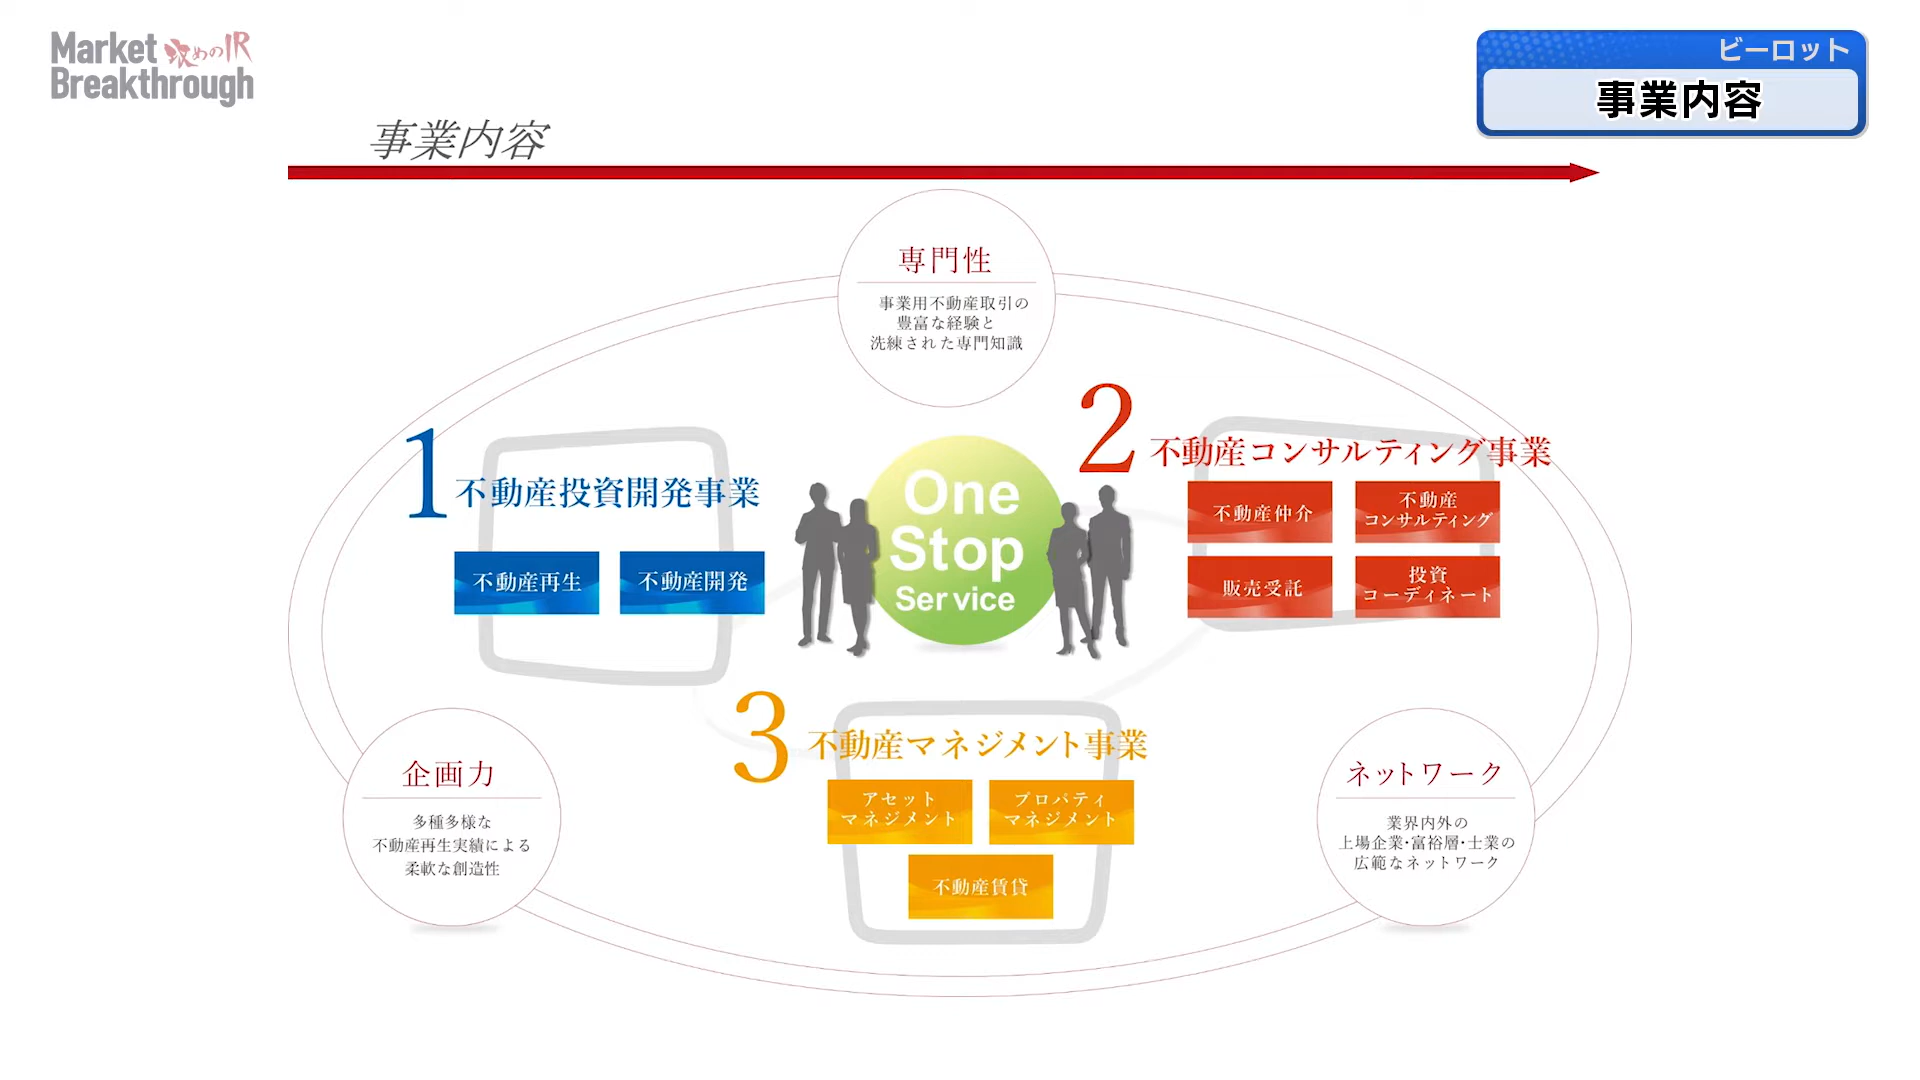 Market 攻めのIR
Breakthrough
ビーロット
事業内容
事業内容
専門性
事業用不動産取引の
豊富な経験と
洗練された専門知識
1 不動産投資開発事業
不動産再生
不動産開発
One
Stop
Service
2 不動産コンサルティング事業
不動産仲介
不動産
コンサルティング
販売受託
投資
コーディネート
3 不動産マネジメント事業
アセット
マネジメント
プロパティ
マネジメント
不動産賃貸
企画力
多種多様な
不動産再生実績による
柔軟な創造性
ネットワーク
業界内外の
上場企業・富裕層・士業の
広範なネットワーク